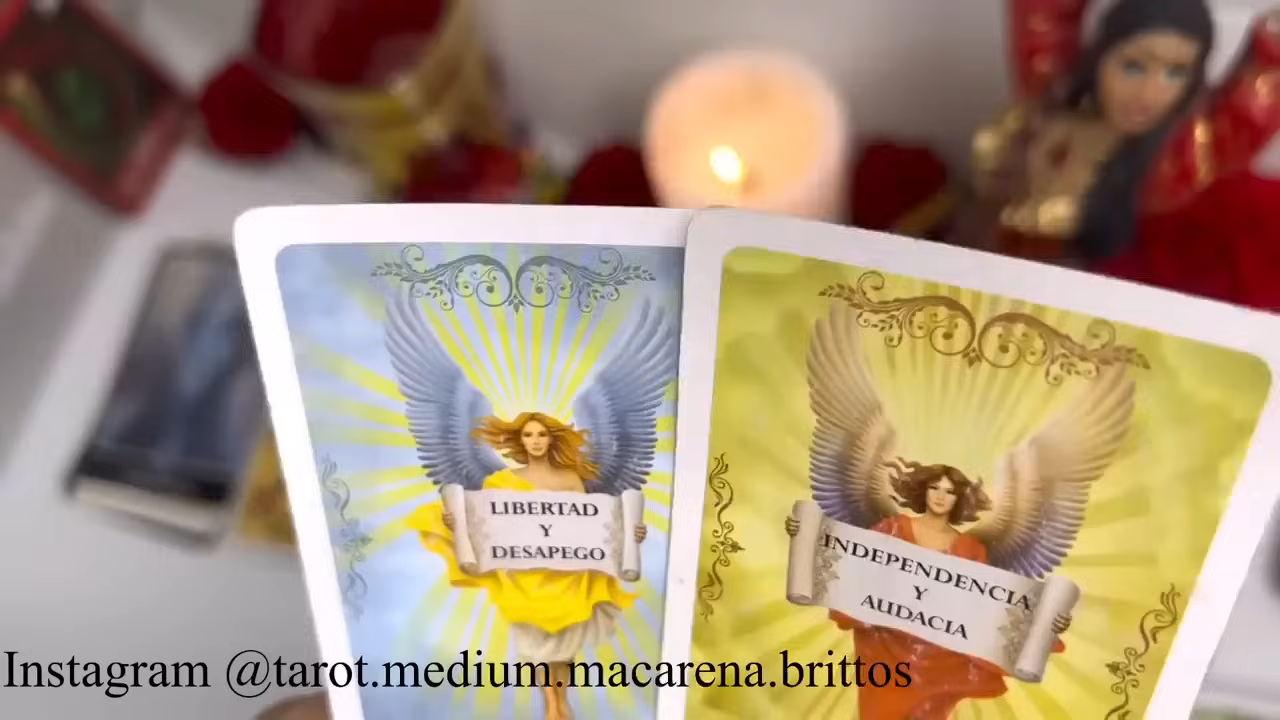 LIBERTAD
Y
DESAPEGO
INDEPENDENCIA
Y
AUDACIA
Instagram @tarot.medium.macarena.brittos